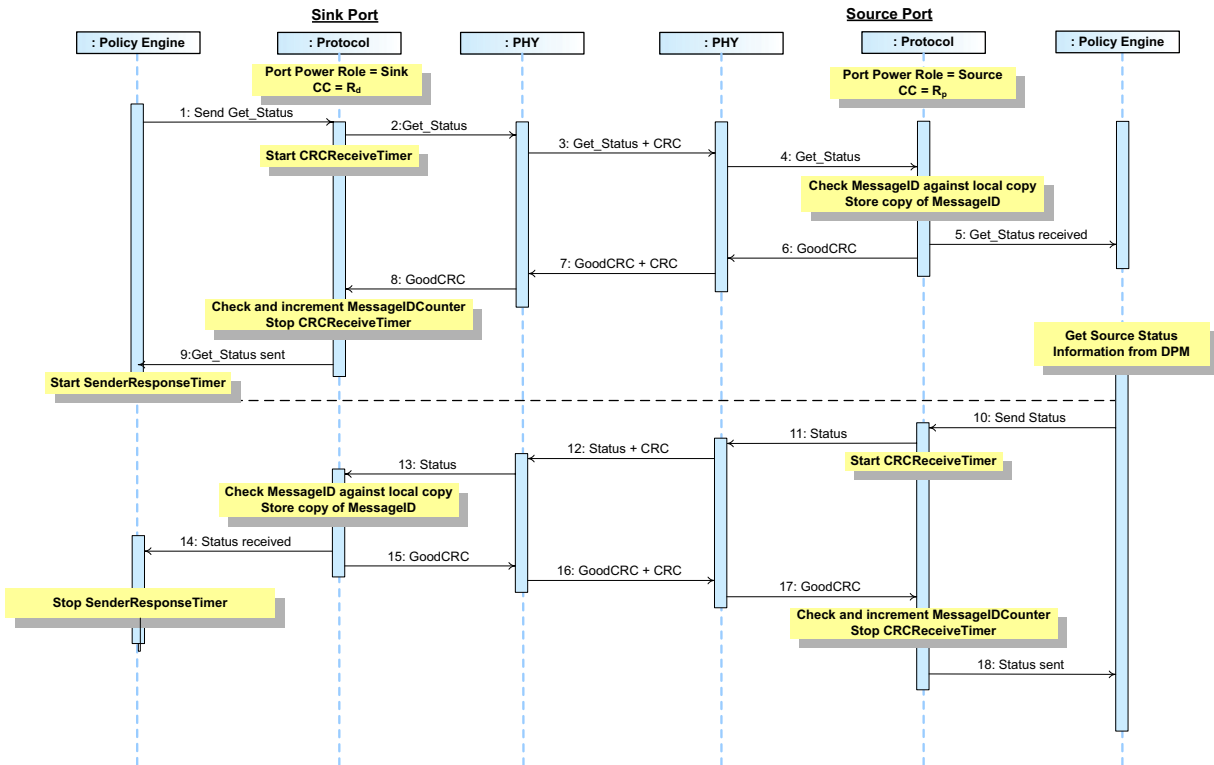 Sink Port
Source Port
: Policy Engine
: Protocol
: PHY
: PHY
: Protocol
: Policy Engine
Port Power Role = Sink
CC = Rd
Port Power Role = Source
CC = Rp
1: Send Get_Status
2:Get_Status
Start CRCReceiveTimer
3: Get_Status + CRC
4: Get_Status
Check MessageID against local copy
Store copy of MessageID
5: Get_Status received
6: GoodCRC
7: GoodCRC + CRC
8: GoodCRC
Check and increment MessageIDCounter
Stop CRCReceiveTimer
9:Get_Status sent
Start SenderResponseTimer
Get Source Status
Information from DPM
10: Send Status
11: Status
Start CRCReceiveTimer
12: Status + CRC
13: Status
Check MessageID against local copy
Store copy of MessageID
14: Status received
15: GoodCRC
16: GoodCRC + CRC
17: GoodCRC
Stop SenderResponseTimer
Check and increment MessageIDCounter
Stop CRCReceiveTimer
18: Status sent